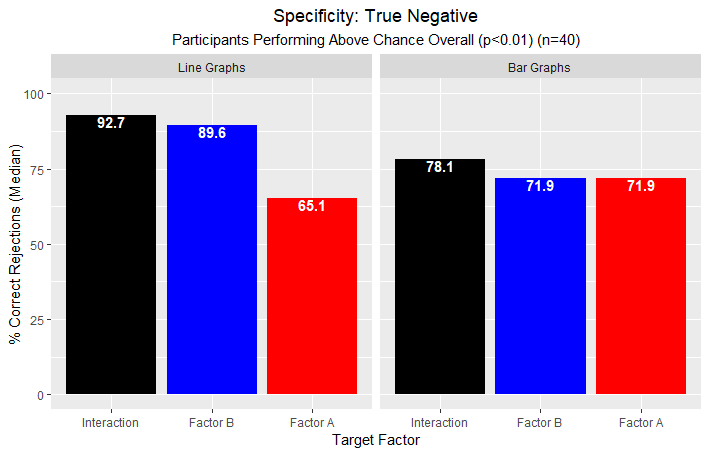 Specificity: True Negative
Participants Performing Above Chance Overall (p<0.01) (n=40)
Line Graphs
Bar Graphs
% Correct Rejections (Median)
100
75
50
25
0
92.7
89.6
65.1
78.1
71.9
71.9
Interaction
Factor B
Factor A
Interaction
Factor B
Factor A
Target Factor